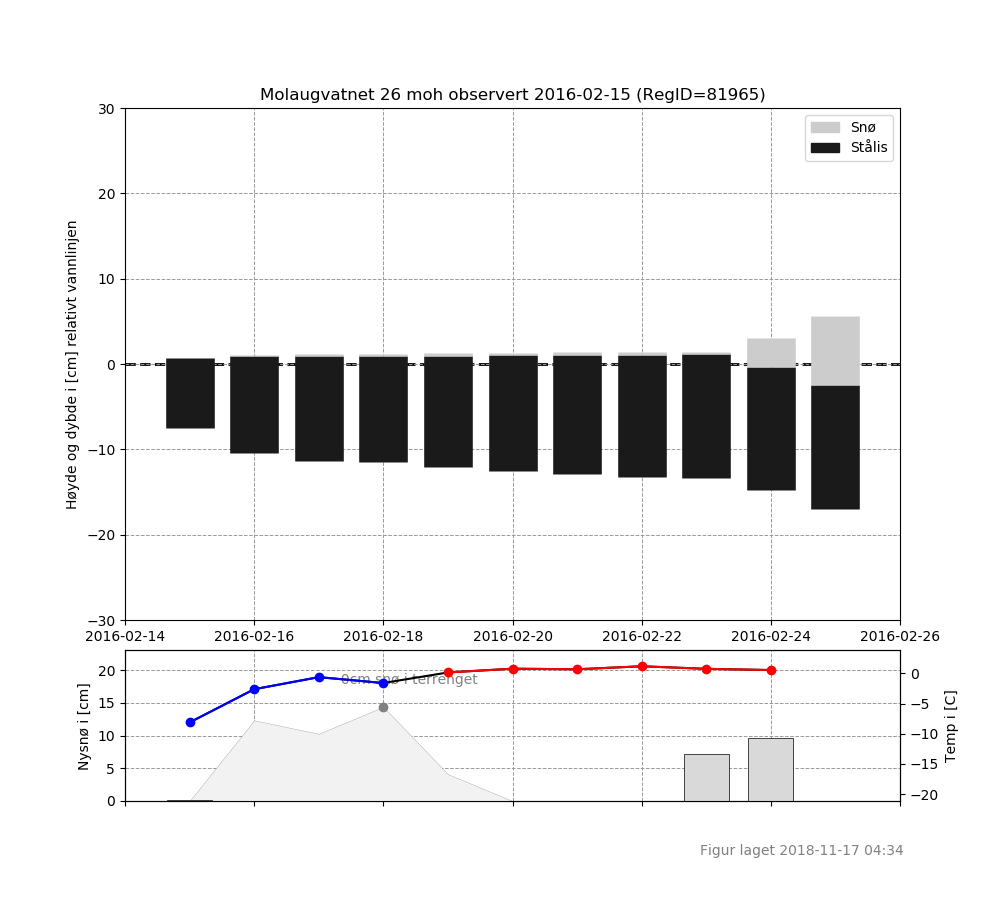 Molaugvatnet 26 moh observert 2016-02-15 (RegID=81965)
Snø
Stålis
Høyde og dybde i [cm] relativt vannlinjen
30
20
10
0
−10
−20
−30
2016-02-14 2016-02-16 2016-02-18 2016-02-20 2016-02-22 2016-02-24 2016-02-26
Nysnø i [cm]
20
15
10
5
0
0cm snø i terrenget
0
−5
−10
−15
−20
Temp i [C]
Figur laget 2018-11-17 04:34